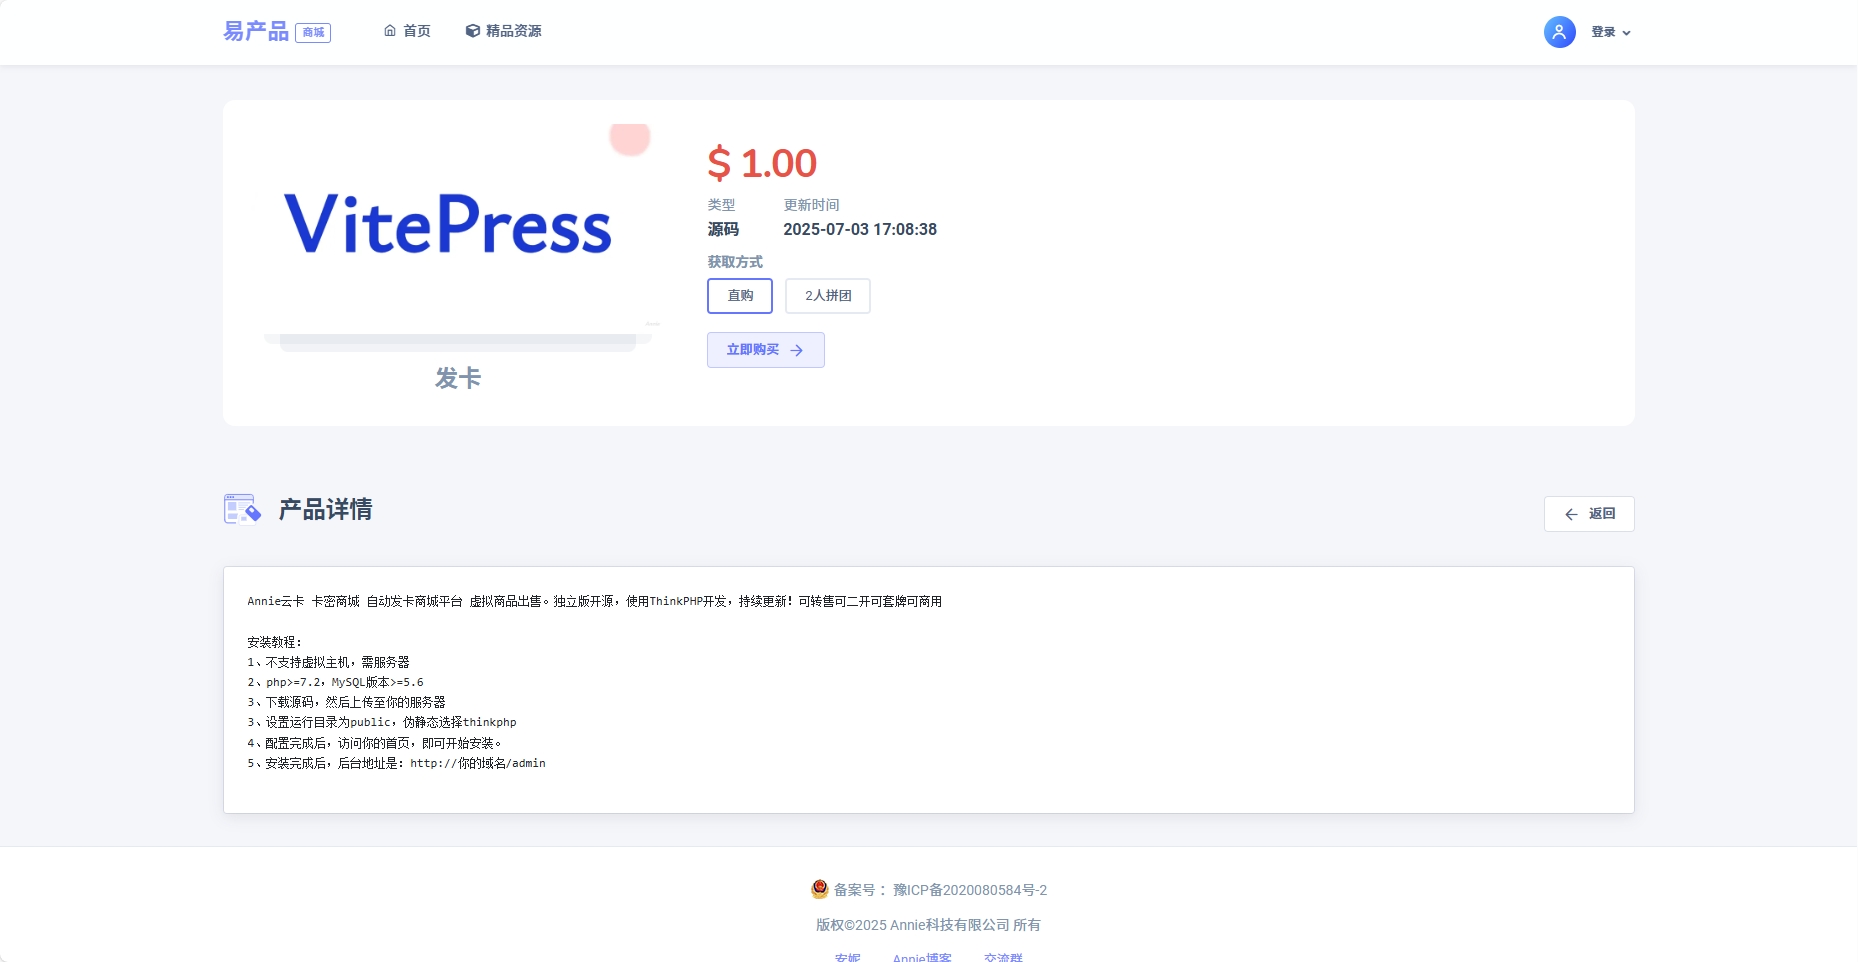 易产品 商城 首页 精品资源 登录
$ 1.00
类型 更新时间
源码 2025-07-03 17:08:38
VitePress
获取方式
直购 2人拼团
立即购买
发卡
产品详情
返回
Annie云卡 卡密商城 自动发卡商城平台 虚拟商品出售。独立版开源，使用ThinkPHP开发，持续更新！可转售可二开可套牌可商用
安装教程：
1、不支持虚拟主机，需服务器
2、php>=7.2，MySQL版本>=5.6
3、下载源码，然后上传至你的服务器
3、设置运行目录为public，伪静态选择thinkphp
4、配置完成后，访问你的首页，即可开始安装。
5、安装完成后，后台地址是：http://你的域名/admin
备案号 ：豫ICP备2020080584号-2
版权©2025 Annie科技有限公司 所有
安妮 Annie博客 交流群